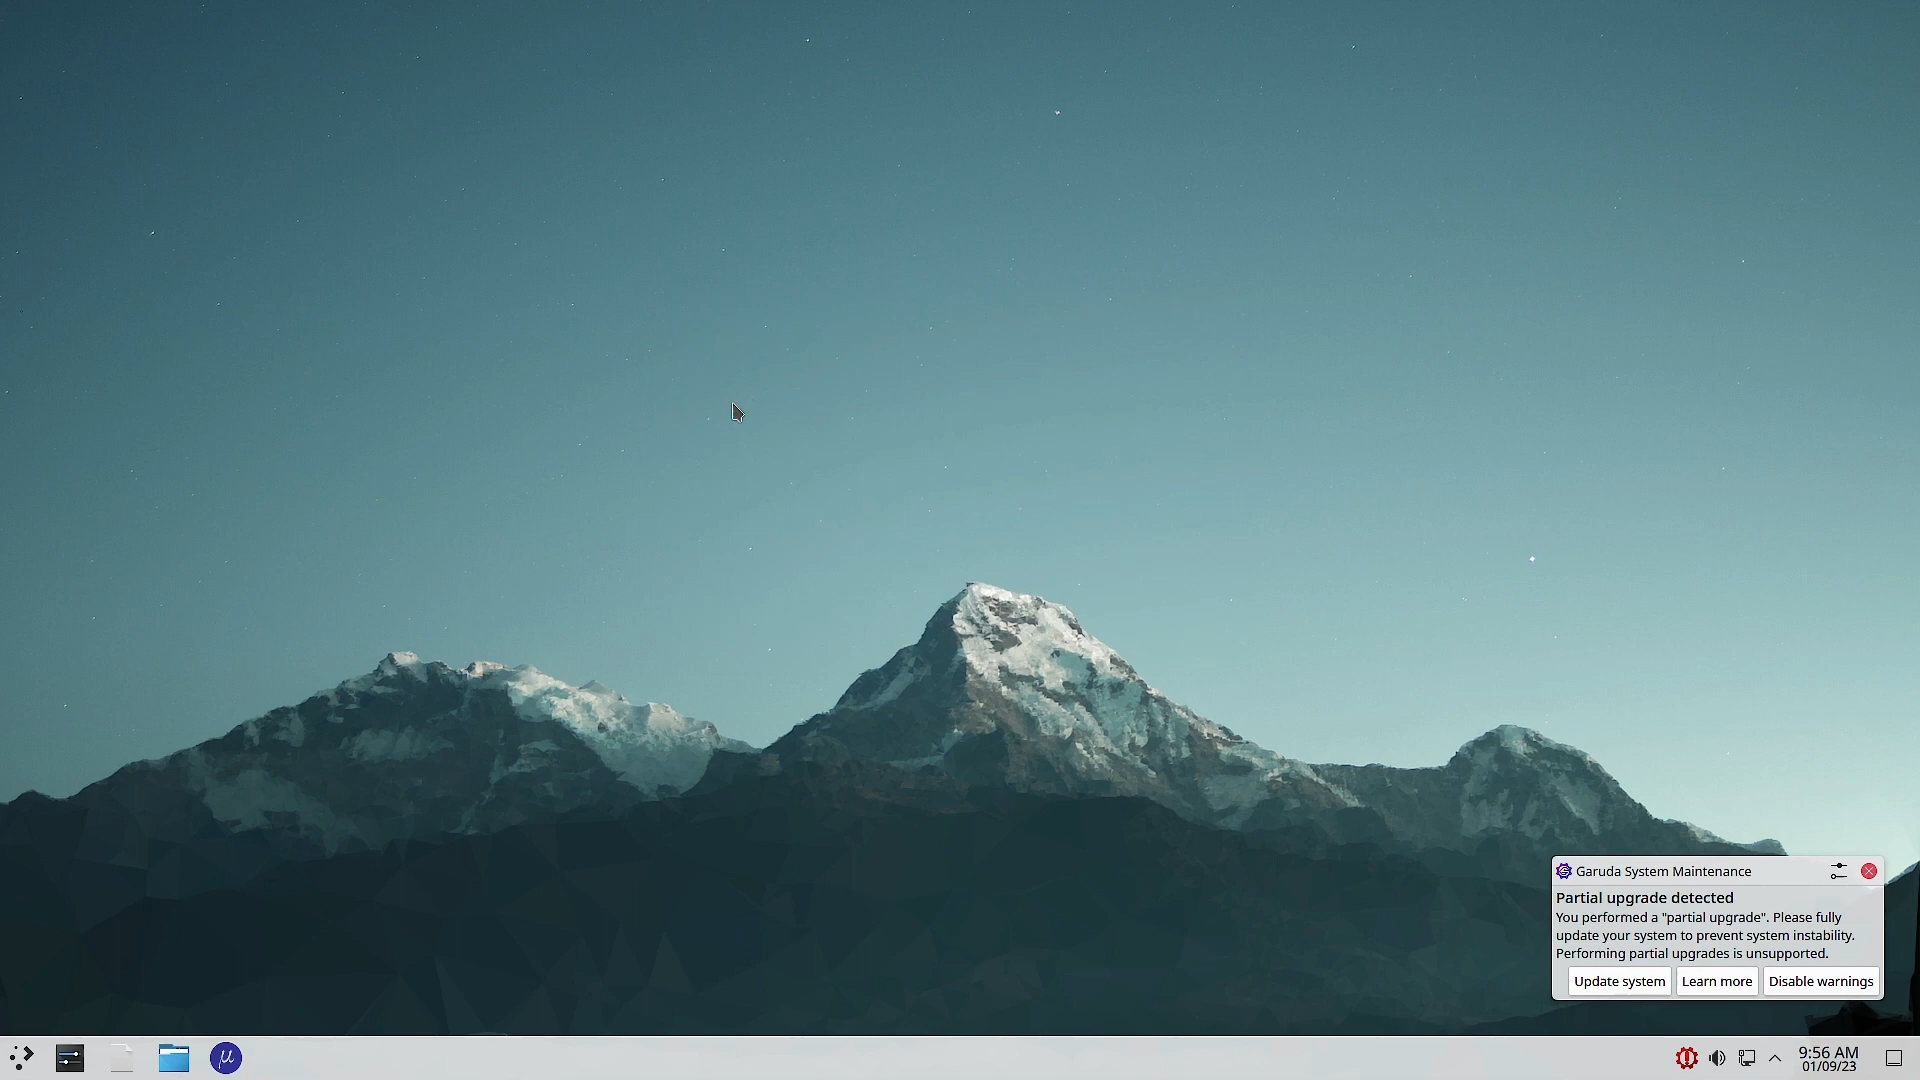 Garuda System Maintenance
Partial upgrade detected
You performed a "partial upgrade". Please fully
update your system to prevent system instability.
Performing partial upgrades is unsupported.
Update system
Learn more
Disable warnings
μ
9:56 AM
01/09/23